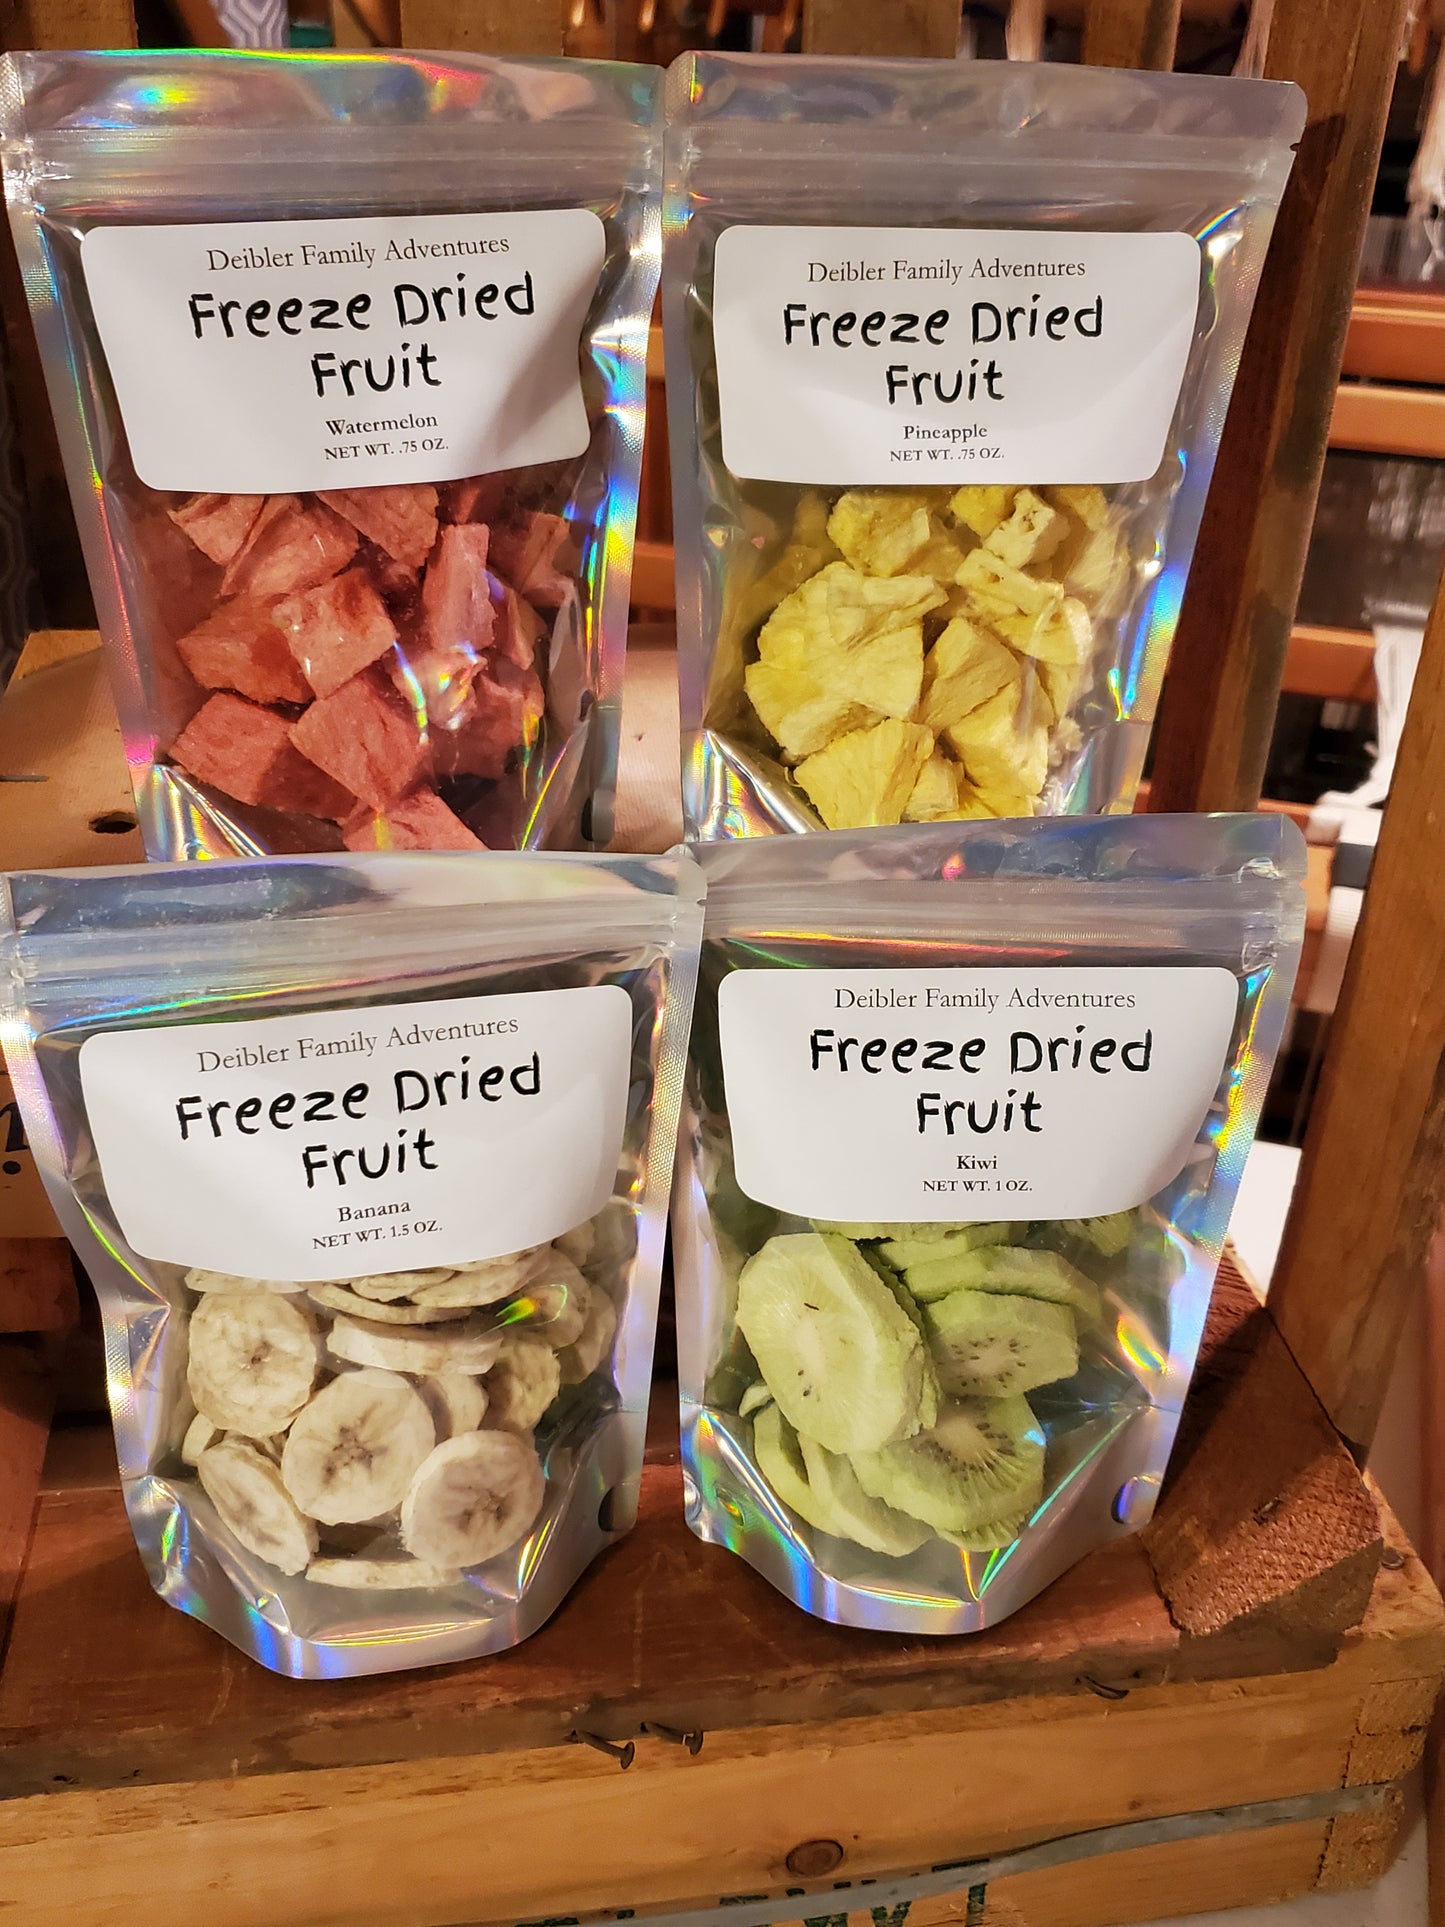 Deibler Family Adventures
Freeze Dried
Fruit
Watermelon
NET WT. .75 OZ.
Deibler Family Adventures
Freeze Dried
Fruit
Pineapple
NET WT. .75 OZ.
Deibler Family Adventures
Freeze Dried
Fruit
Banana
NET WT. 1.5 OZ.
Deibler Family Adventures
Freeze Dried
Fruit
Kiwi
NET WT. 1 OZ.